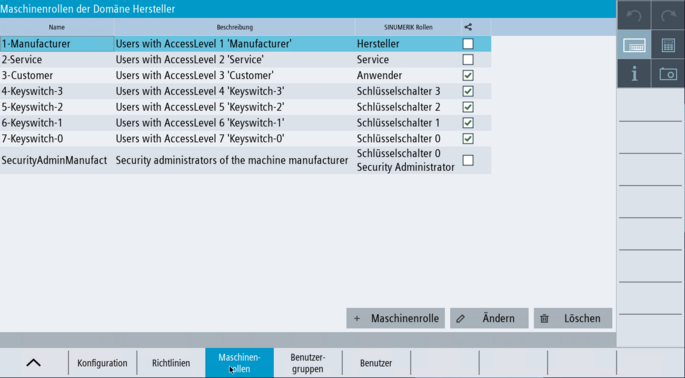 Maschinenrollen der Domäne Hersteller
Name Beschreibung SINUMERIK Rollen
1-Manufacturer Users with AccessLevel 1 'Manufacturer' Hersteller
2-Service Users with AccessLevel 2 'Service' Service
3-Customer Users with AccessLevel 3 'Customer' Anwender
4-Keyswitch-3 Users with AccessLevel 4 'Keyswitch-3' Schlüsselschalter 3
5-Keyswitch-2 Users with AccessLevel 5 'Keyswitch-2' Schlüsselschalter 2
6-Keyswitch-1 Users with AccessLevel 6 'Keyswitch-1' Schlüsselschalter 1
7-Keyswitch-0 Users with AccessLevel 7 'Keyswitch-0' Schlüsselschalter 0
SecurityAdminManufact Security administrators of the machine manufacturer Schlüsselschalter 0
Security Administrator
+ Maschinenrolle Ändern Löschen
Konfiguration Richtlinien Maschinen-
rollen Benutzer-
gruppen Benutzer